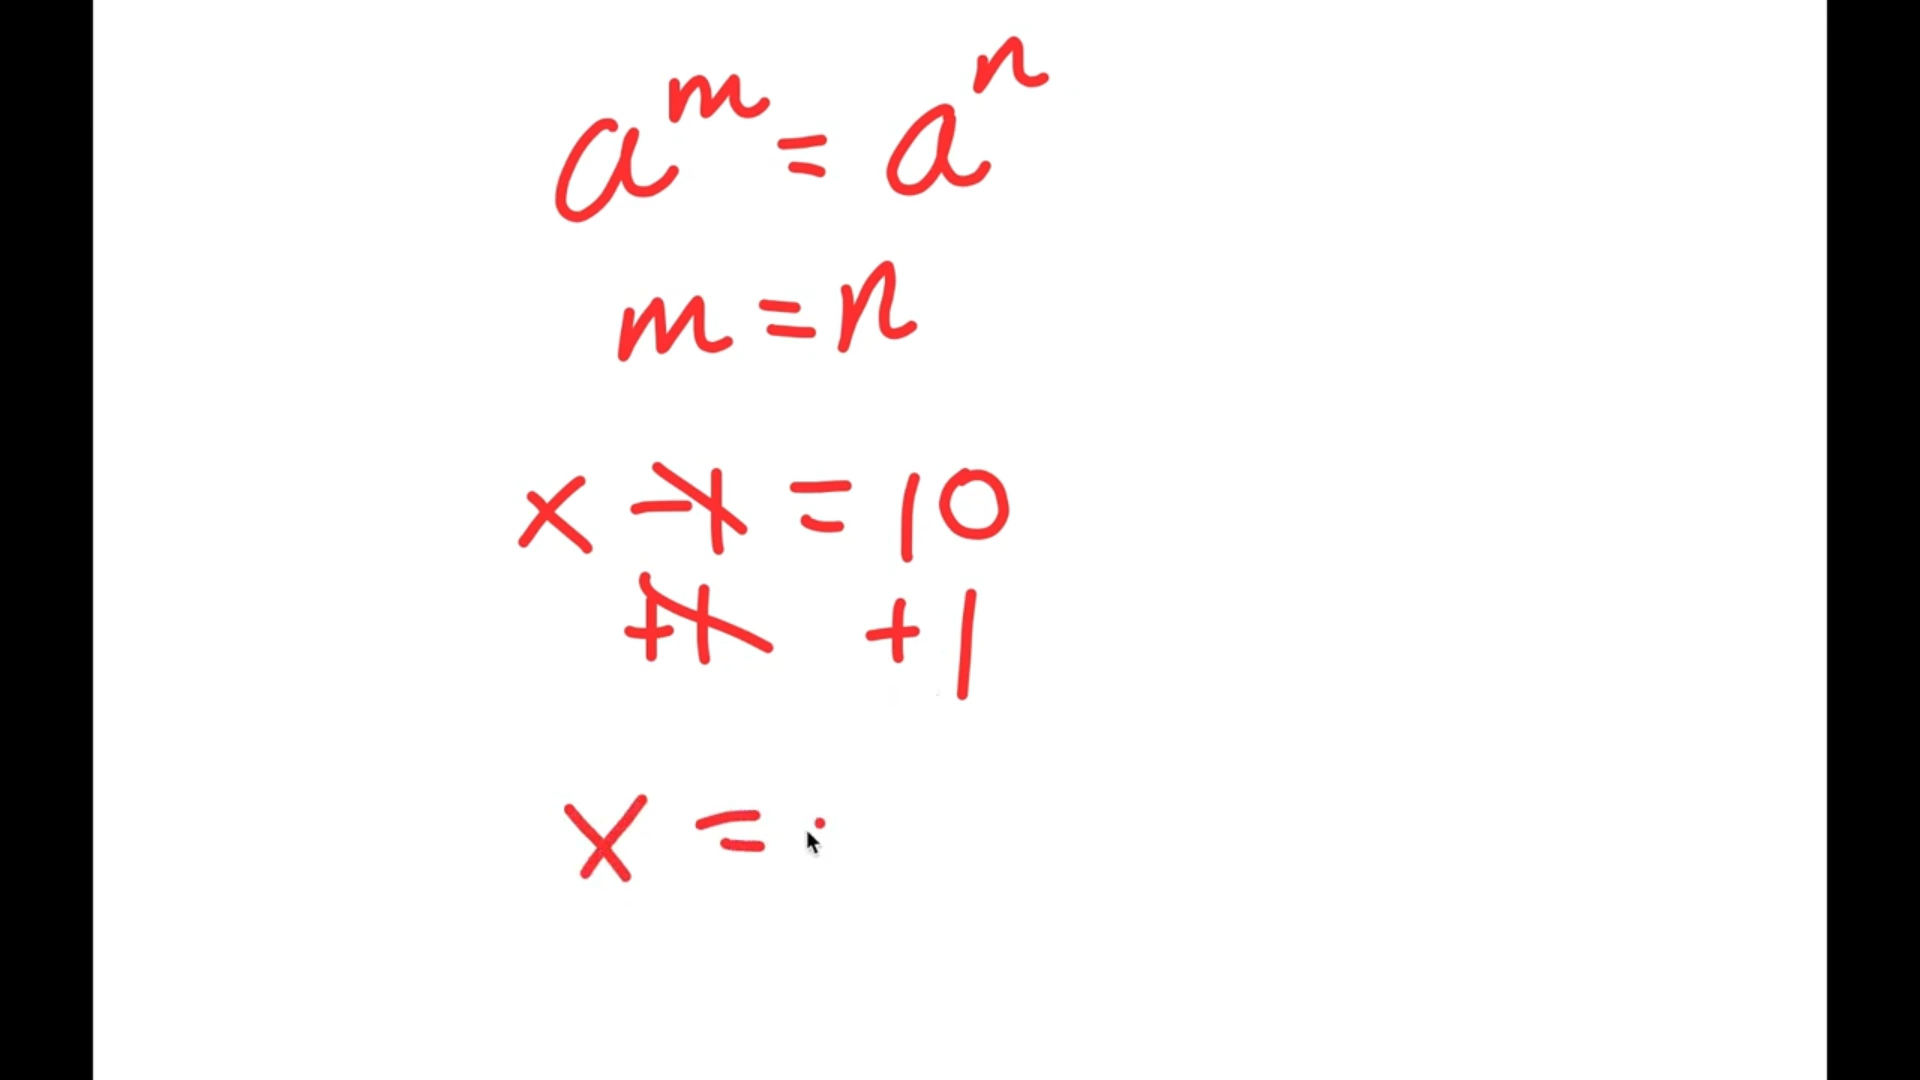 a^m = a^n
m = n
x - 1 = 10
+1 +1
x =